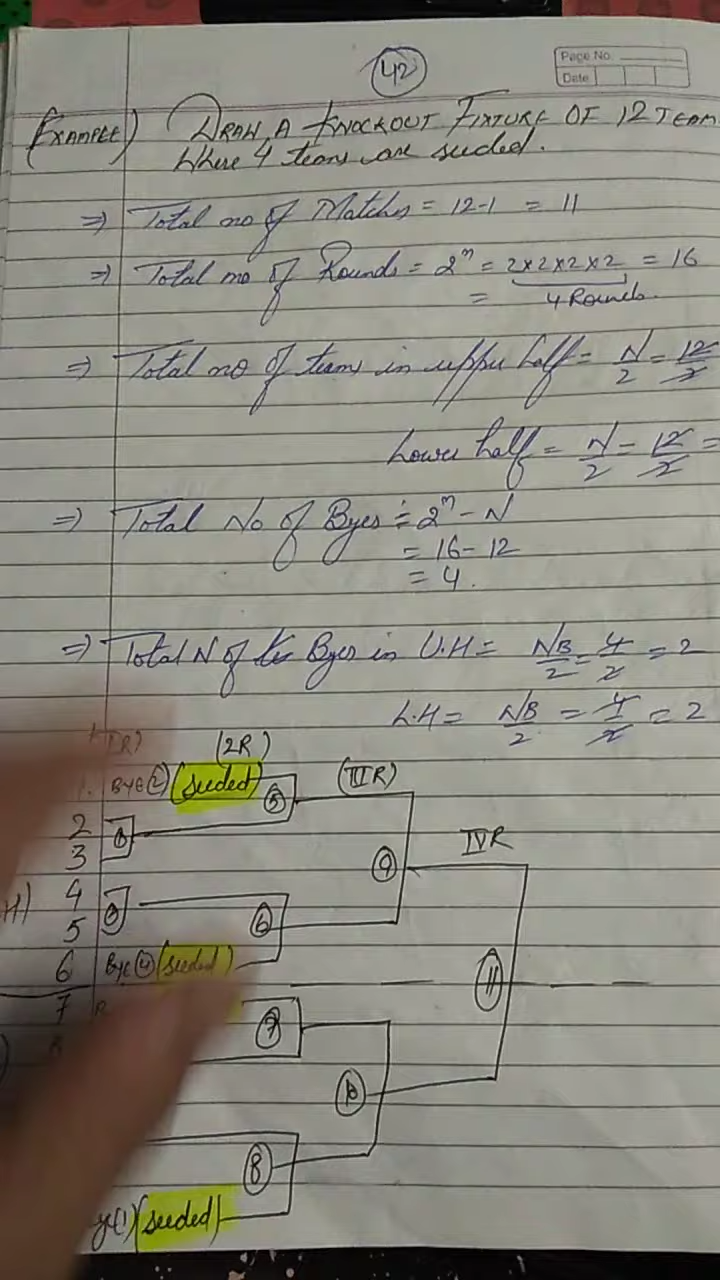 42
Page No.
Date
Example) DRAW A KNOCKOUT FIXTURE OF 12 TEAM
Where 4 teams are seeded.
⇒ Total no of Matches = 12-1 = 11
⇒ Total no of Rounds = 2ⁿ = 2×2×2×2 = 16
= 4 Rounds.
⇒ Total no of teams in upper half = N/2 = 12/2
Lower half = N/2 = 12/2 =
⇒ Total No of Byes = 2ⁿ - N
= 16 - 12
= 4.
⇒ Total N of Byes in U.H = NB/2 = 4/2 = 2
L.H = NB/2 = 4/2 = 2
(2R)
(IIIR)
IVR
1. BYE(2) (seeded) 5
2
3
9
4
5
6
6 Bye 4 (seeded)
11
7
7
10
8
(1) (seeded)